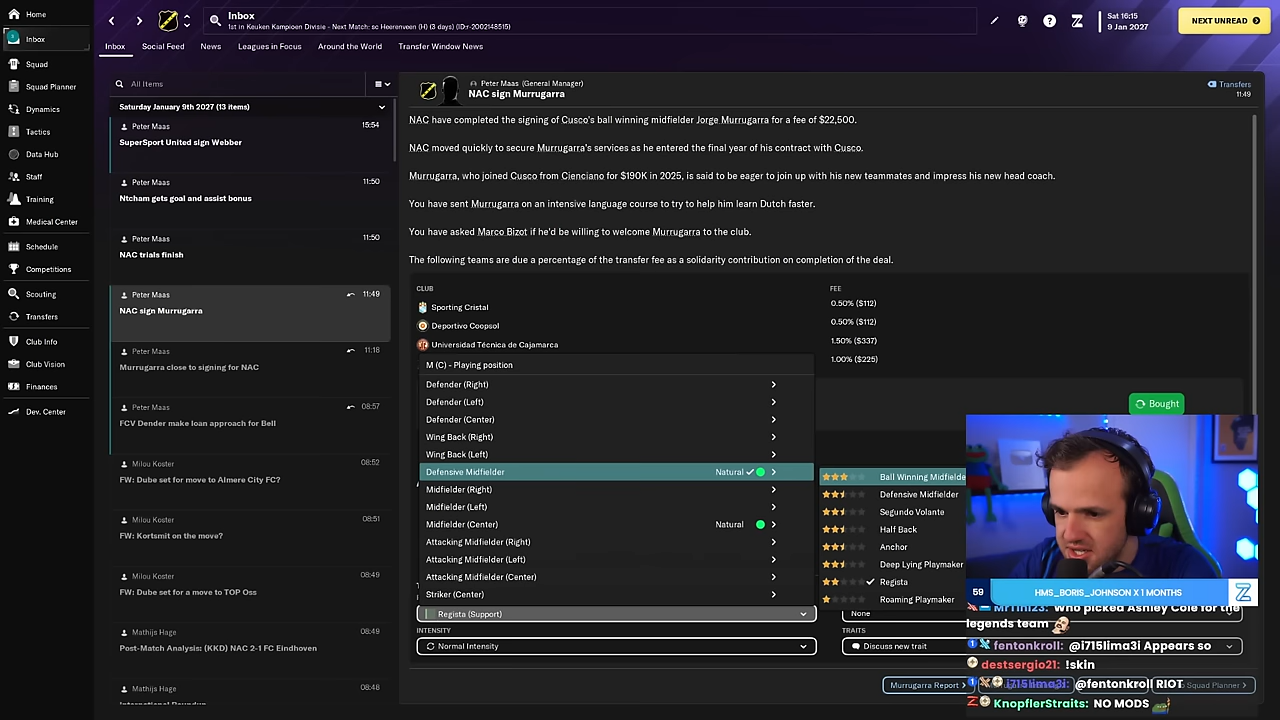 Home
Inbox
Squad
Squad Planner
Dynamics
Tactics
Data Hub
Staff
Training
Medical Center
Schedule
Competitions
Scouting
Transfers
Club Info
Club Vision
Finances
Dev. Center
Inbox
1st in Keuken Kampioen Divisie - Next Match: sc Heerenveen (H) (3 days) (ID:r-2002148515)
Sat 16:15
9 Jan 2027
NEXT UNREAD
Inbox
Social Feed
News
Leagues in Focus
Around the World
Transfer Window News
All Items
Saturday January 9th 2027 (13 items)
Peter Maas 15:54
SuperSport United sign Webber
Peter Maas 11:50
Ntcham gets goal and assist bonus
Peter Maas 11:50
NAC trials finish
Peter Maas 11:49
NAC sign Murrugarra
Peter Maas 11:18
Murrugarra close to signing for NAC
Peter Maas 08:57
FCV Dender make loan approach for Bell
Milou Koster 08:52
FW: Dube set for move to Almere City FC?
Milou Koster 08:51
FW: Kortsmit on the move?
Milou Koster 08:49
FW: Dube set for a move to TOP Oss
Mathijs Hage 08:49
Post-Match Analysis: (KKD) NAC 2-1 FC Eindhoven
Mathijs Hage 08:48
Peter Maas (General Manager)
NAC sign Murrugarra
Transfers
11:49
NAC have completed the signing of Cusco's ball winning midfielder Jorge Murrugarra for a fee of $22,500.
NAC moved quickly to secure Murrugarra's services as he entered the final year of his contract with Cusco.
Murrugarra, who joined Cusco from Cienciano for $190K in 2025, is said to be eager to join up with his new teammates and impress his new head coach.
You have sent Murrugarra on an intensive language course to try to help him learn Dutch faster.
You have asked Marco Bizot if he'd be willing to welcome Murrugarra to the club.
The following teams are due a percentage of the transfer fee as a solidarity contribution on completion of the deal.
CLUB FEE
Sporting Cristal 0.50% ($112)
Deportivo Coopsol 0.50% ($112)
Universidad Técnica de Cajamarca 1.50% ($337)
1.00% ($225)
M (C) - Playing position
Defender (Right)
Defender (Left)
Defender (Center)
Wing Back (Right)
Wing Back (Left)
Defensive Midfielder Natural
Midfielder (Right)
Midfielder (Left)
Midfielder (Center) Natural
Attacking Midfielder (Right)
Attacking Midfielder (Left)
Attacking Midfielder (Center)
Striker (Center)
Bought
Ball Winning Midfielde
Defensive Midfielder
Segundo Volante
Half Back
Anchor
Deep Lying Playmaker
Regista
Roaming Playmaker
Regista (Support)
None
INTENSITY
TRAITS
Normal Intensity
Discuss new trait
Murrugarra Report
Squad Planner
59
HMS_BORIS_JOHNSON X 1 MONTHS
MrTini23: Who picked Ashley Cole for the
legends team
fentonkroll: @i715lima3i Appears so
destsergio21: !skin
i715lima3i: @fentonkroll RIOT
KnopflerStraits: NO MODS